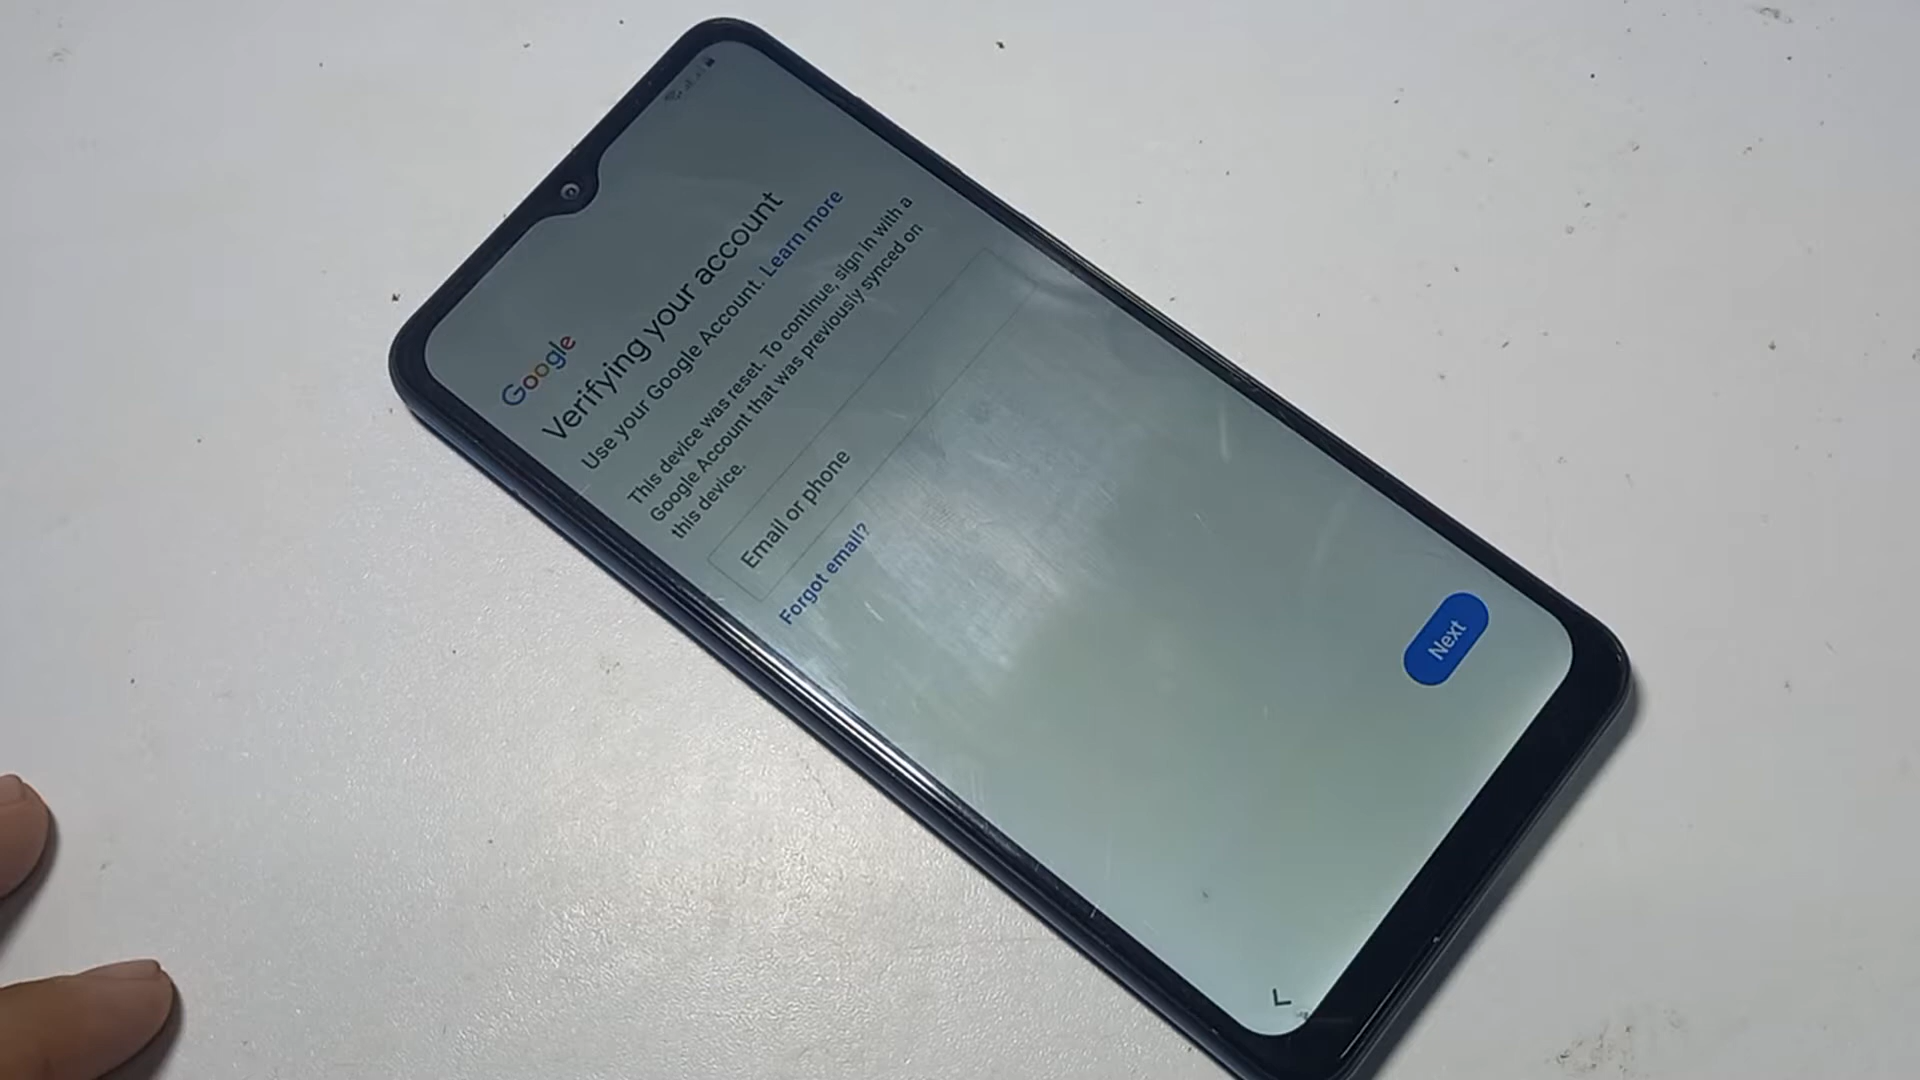 Google
Verifying your account
Use your Google Account. Learn more
This device was reset. To continue, sign in with a
Google Account that was previously synced on
this device.
Email or phone
Forgot email?
Next